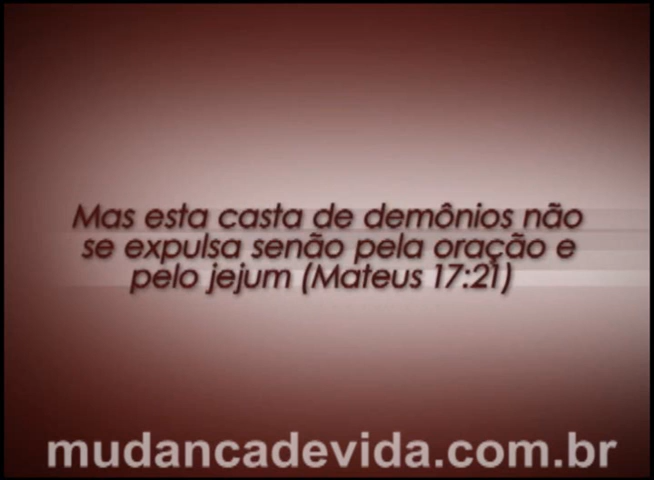 Mas esta casta de demônios não
se expulsa senão pela oração e
pelo jejum (Mateus 17:21)
mudancadevida.com.br